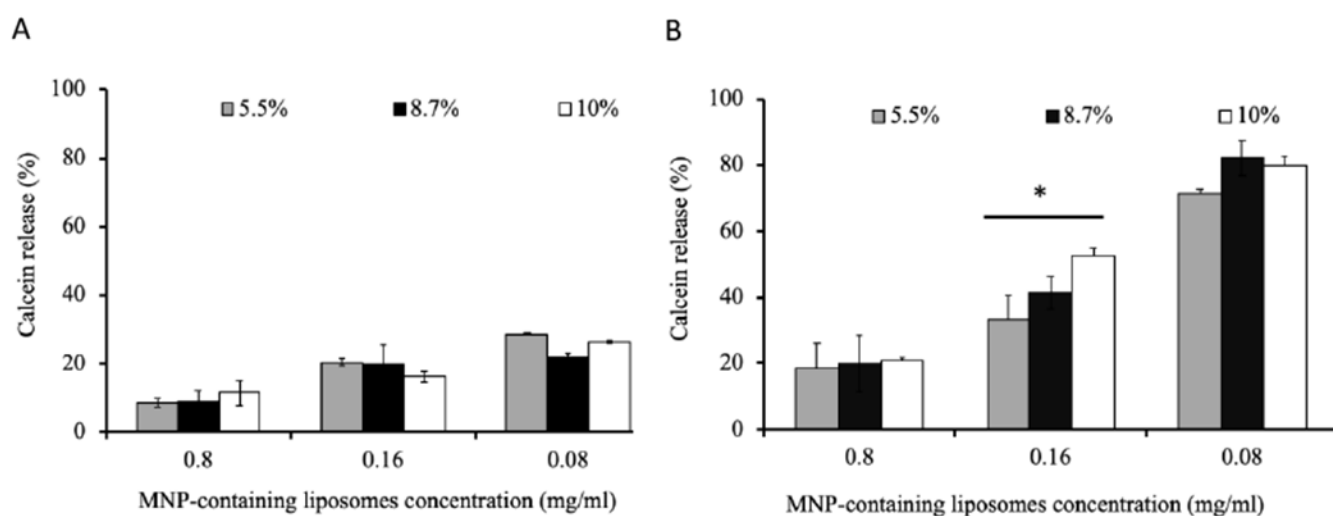 A
Calcein release (%)
100
80
60
40
20
0
5.5% 8.7% 10%
0.8 0.16 0.08
MNP-containing liposomes concentration (mg/ml)
B
Calcein release (%)
100
80
60
40
20
0
5.5% 8.7% 10%
*
0.8 0.16 0.08
MNP-containing liposomes concentration (mg/ml)